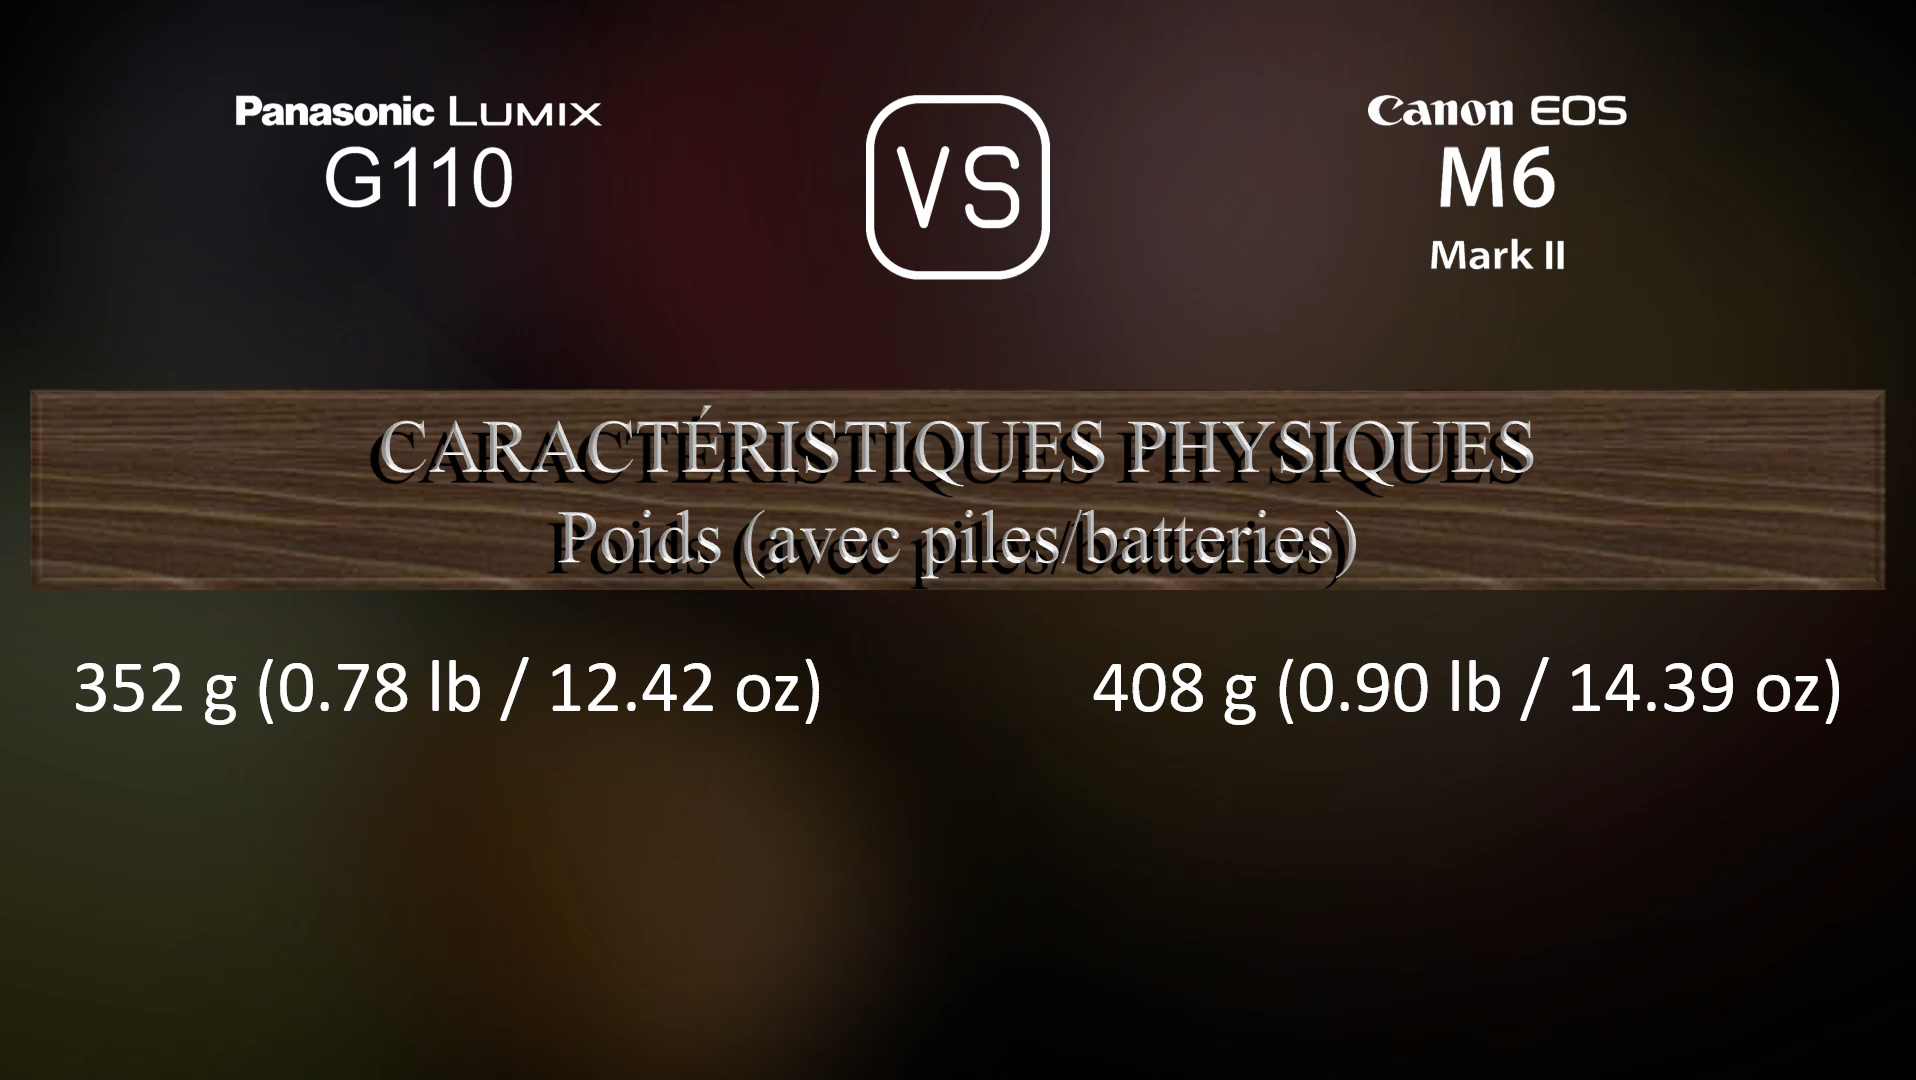 Panasonic LUMIX
G110
VS
Canon EOS
M6
Mark II
CARACTÉRISTIQUES PHYSIQUES
Poids (avec piles/batteries)
352 g (0.78 lb / 12.42 oz)
408 g (0.90 lb / 14.39 oz)